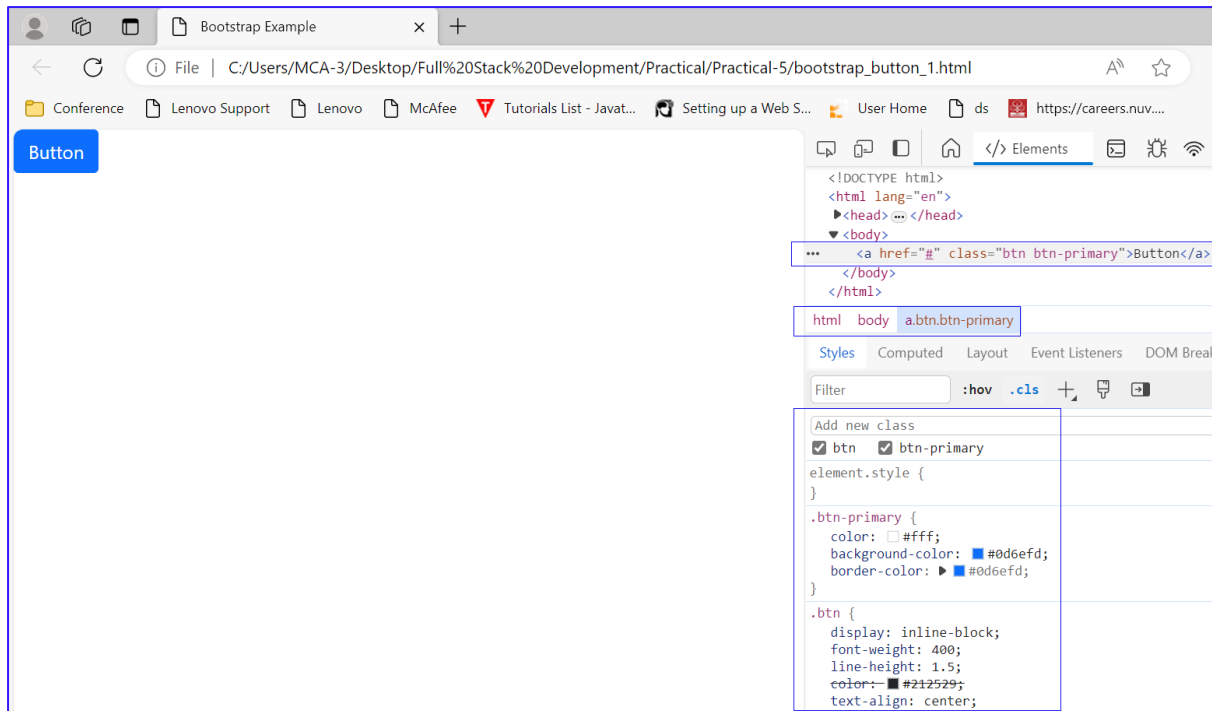 Bootstrap Example
File | C:/Users/MCA-3/Desktop/Full%20Stack%20Development/Practical/Practical-5/bootstrap_button_1.html
Conference Lenovo Support Lenovo McAfee Tutorials List - Javat... Setting up a Web S... User Home ds https://careers.nuv....
Button
</> Elements
<!DOCTYPE html>
<html lang="en">
<head> ... </head>
<body>
... <a href="#" class="btn btn-primary">Button</a>
</body>
</html>
html body a.btn.btn-primary
Styles Computed Layout Event Listeners DOM Break
Filter :hov .cls
Add new class
btn btn-primary
element.style {
}
.btn-primary {
color: #fff;
background-color: #0d6efd;
border-color: #0d6efd;
}
.btn {
display: inline-block;
font-weight: 400;
line-height: 1.5;
color: #212529;
text-align: center;